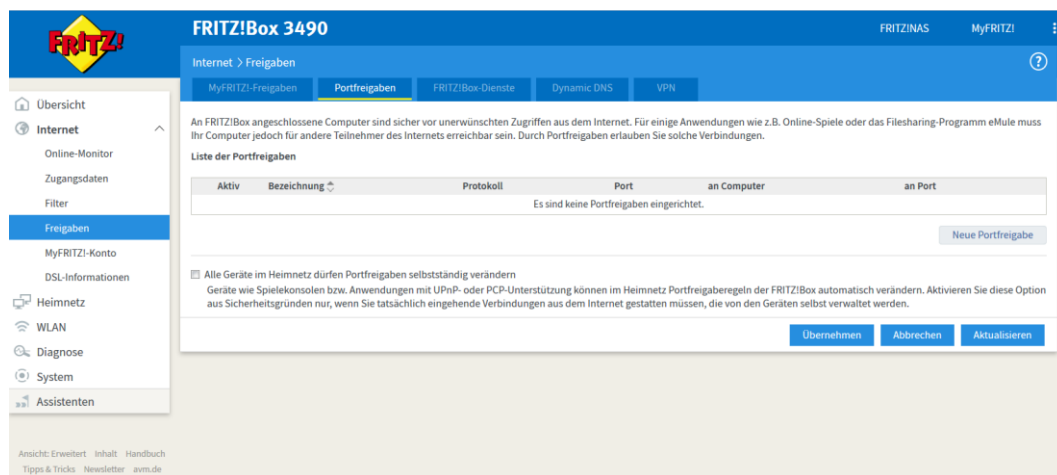 FRITZ!
FRITZ!Box 3490
FRITZ!NAS
MyFRITZ!
Internet > Freigaben
MyFRITZ!-Freigaben
Portfreigaben
FRITZ!Box-Dienste
Dynamic DNS
VPN
Übersicht
Internet
Online-Monitor
Zugangsdaten
Filter
Freigaben
MyFRITZ!-Konto
DSL-Informationen
Heimnetz
WLAN
Diagnose
System
Assistenten
Ansicht: Erweitert Inhalt Handbuch
Tipps & Tricks Newsletter avm.de
An FRITZ!Box angeschlossene Computer sind sicher vor unerwünschten Zugriffen aus dem Internet. Für einige Anwendungen wie z.B. Online-Spiele oder das Filesharing-Programm eMule muss
Ihr Computer jedoch für andere Teilnehmer des Internets erreichbar sein. Durch Portfreigaben erlauben Sie solche Verbindungen.
Liste der Portfreigaben
Aktiv Bezeichnung Protokoll Port an Computer an Port
Es sind keine Portfreigaben eingerichtet.
Neue Portfreigabe
Alle Geräte im Heimnetz dürfen Portfreigaben selbstständig verändern
Geräte wie Spielekonsolen bzw. Anwendungen mit UPnP- oder PCP-Unterstützung können im Heimnetz Portfreigaberegeln der FRITZ!Box automatisch verändern. Aktivieren Sie diese Option
aus Sicherheitsgründen nur, wenn Sie tatsächlich eingehende Verbindungen aus dem Internet gestatten müssen, die von den Geräten selbst verwaltet werden.
Übernehmen
Abbrechen
Aktualisieren